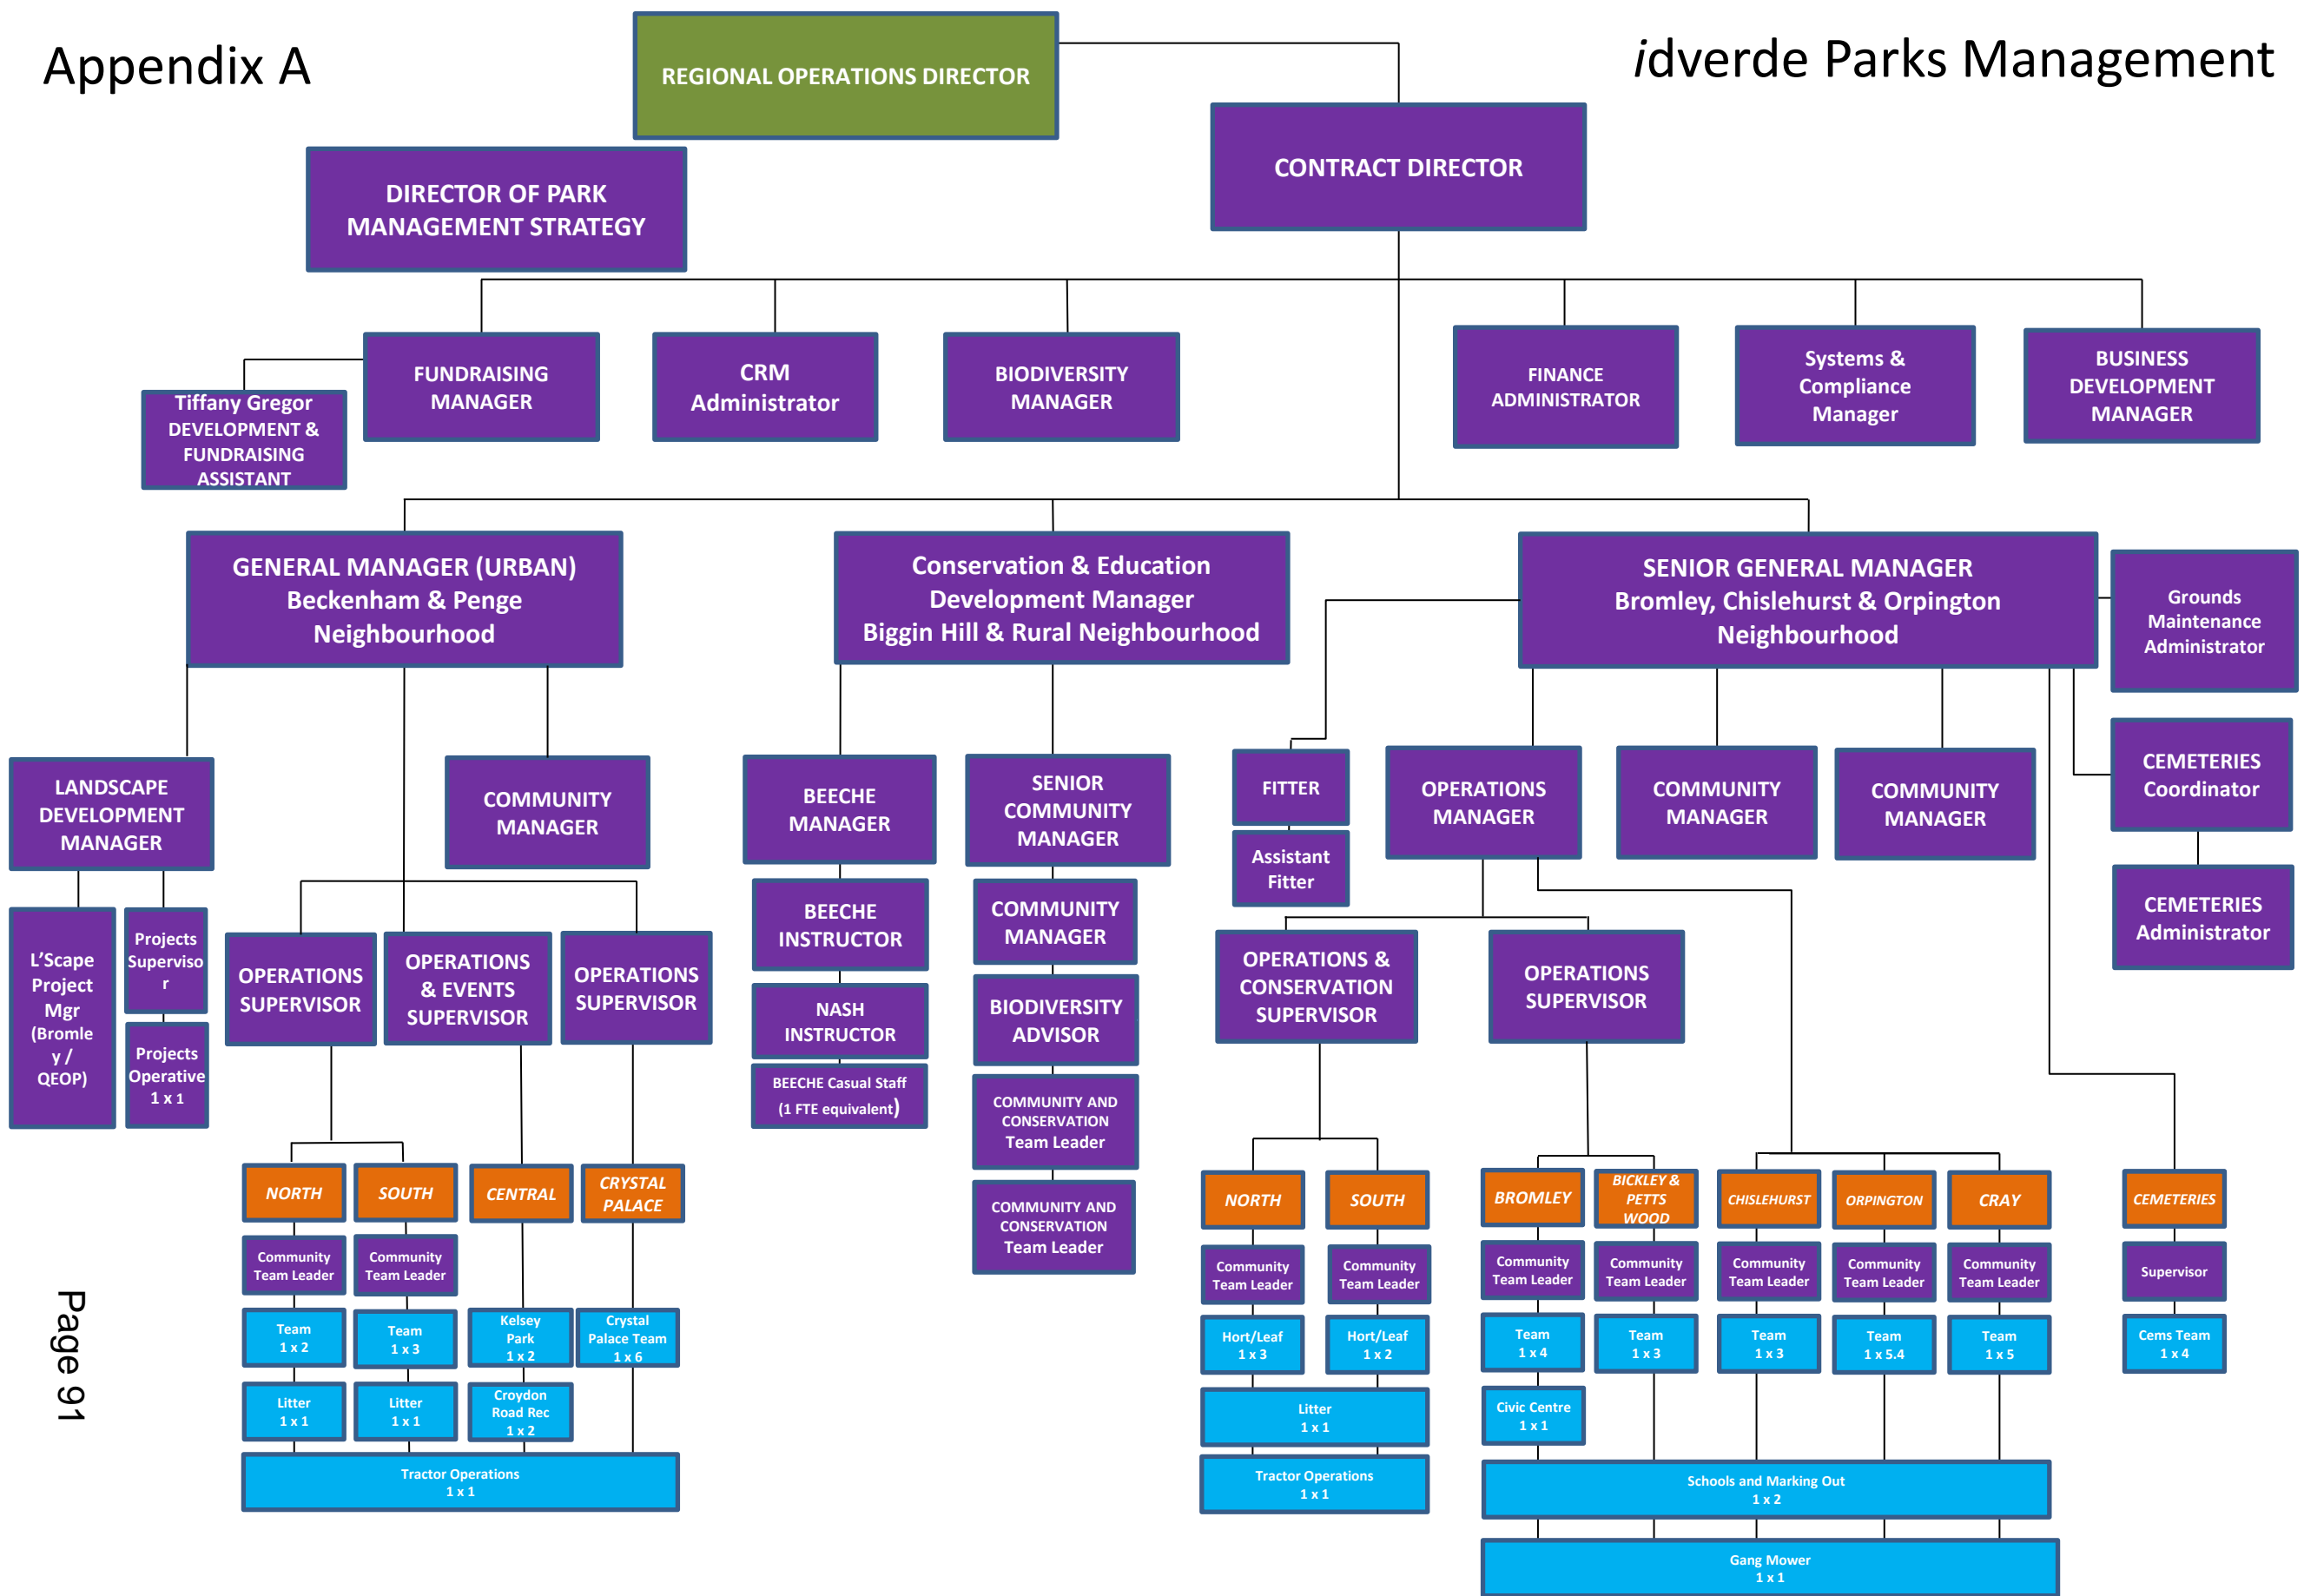 Appendix A
idverde Parks Management
REGIONAL OPERATIONS DIRECTOR
CONTRACT DIRECTOR
DIRECTOR OF PARK
MANAGEMENT STRATEGY
FUNDRAISING
MANAGER
CRM
Administrator
BIODIVERSITY
MANAGER
FINANCE
ADMINISTRATOR
Systems &
Compliance
Manager
BUSINESS
DEVELOPMENT
MANAGER
Tiffany Gregor
DEVELOPMENT &
FUNDRAISING
ASSISTANT
GENERAL MANAGER (URBAN)
Beckenham & Penge
Neighbourhood
Conservation & Education
Development Manager
Biggin Hill & Rural Neighbourhood
SENIOR GENERAL MANAGER
Bromley, Chislehurst & Orpington
Neighbourhood
Grounds
Maintenance
Administrator
LANDSCAPE
DEVELOPMENT
MANAGER
COMMUNITY
MANAGER
BEECHE
MANAGER
SENIOR
COMMUNITY
MANAGER
FITTER
OPERATIONS
MANAGER
COMMUNITY
MANAGER
COMMUNITY
MANAGER
CEMETERIES
Coordinator
Assistant
Fitter
CEMETERIES
Administrator
L'Scape
Project
Mgr
(Bromle
y /
QEOP)
Projects
Superviso
r
Projects
Operative
1 x 1
OPERATIONS
SUPERVISOR
OPERATIONS
& EVENTS
SUPERVISOR
OPERATIONS
SUPERVISOR
BEECHE
INSTRUCTOR
NASH
INSTRUCTOR
BEECHE Casual Staff
(1 FTE equivalent)
COMMUNITY
MANAGER
BIODIVERSITY
ADVISOR
COMMUNITY AND
CONSERVATION
Team Leader
COMMUNITY AND
CONSERVATION
Team Leader
OPERATIONS &
CONSERVATION
SUPERVISOR
OPERATIONS
SUPERVISOR
NORTH
SOUTH
CENTRAL
CRYSTAL
PALACE
NORTH
SOUTH
BROMLEY
BICKLEY &
PETTS
WOOD
CHISLEHURST
ORPINGTON
CRAY
CEMETERIES
Community
Team Leader
Community
Team Leader
Community
Team Leader
Community
Team Leader
Community
Team Leader
Community
Team Leader
Community
Team Leader
Community
Team Leader
Community
Team Leader
Supervisor
Team
1 x 2
Team
1 x 3
Kelsey
Park
1 x 2
Crystal
Palace Team
1 x 6
Hort/Leaf
1 x 3
Hort/Leaf
1 x 2
Team
1 x 4
Team
1 x 3
Team
1 x 3
Team
1 x 5.4
Team
1 x 5
Cems Team
1 x 4
Litter
1 x 1
Litter
1 x 1
Croydon
Road Rec
1 x 2
Litter
1 x 1
Civic Centre
1 x 1
Tractor Operations
1 x 1
Tractor Operations
1 x 1
Schools and Marking Out
1 x 2
Gang Mower
1 x 1
Page 91